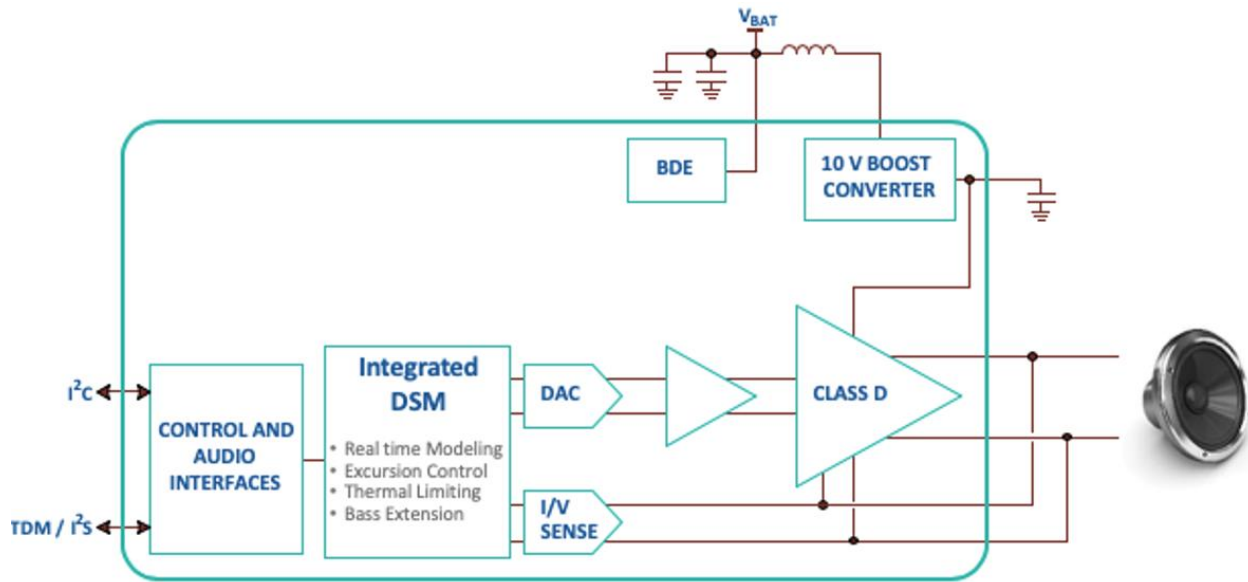 V_BAT
BDE
10 V BOOST
CONVERTER
I²C
TDM / I²S
CONTROL AND
AUDIO
INTERFACES
Integrated
DSM
• Real time Modeling
• Excursion Control
• Thermal Limiting
• Bass Extension
DAC
I/V
SENSE
CLASS D